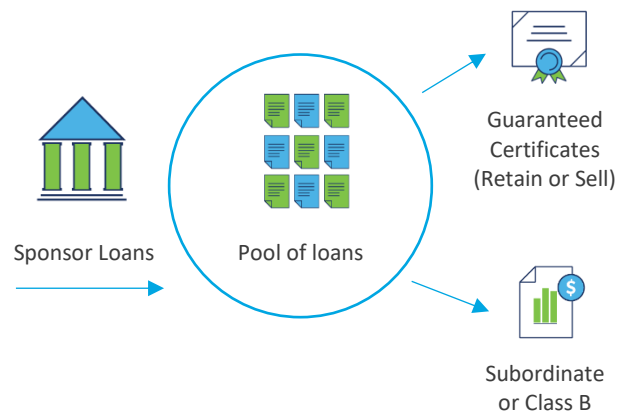 Sponsor Loans
Pool of loans
Guaranteed
Certificates
(Retain or Sell)
$
Subordinate
or Class B